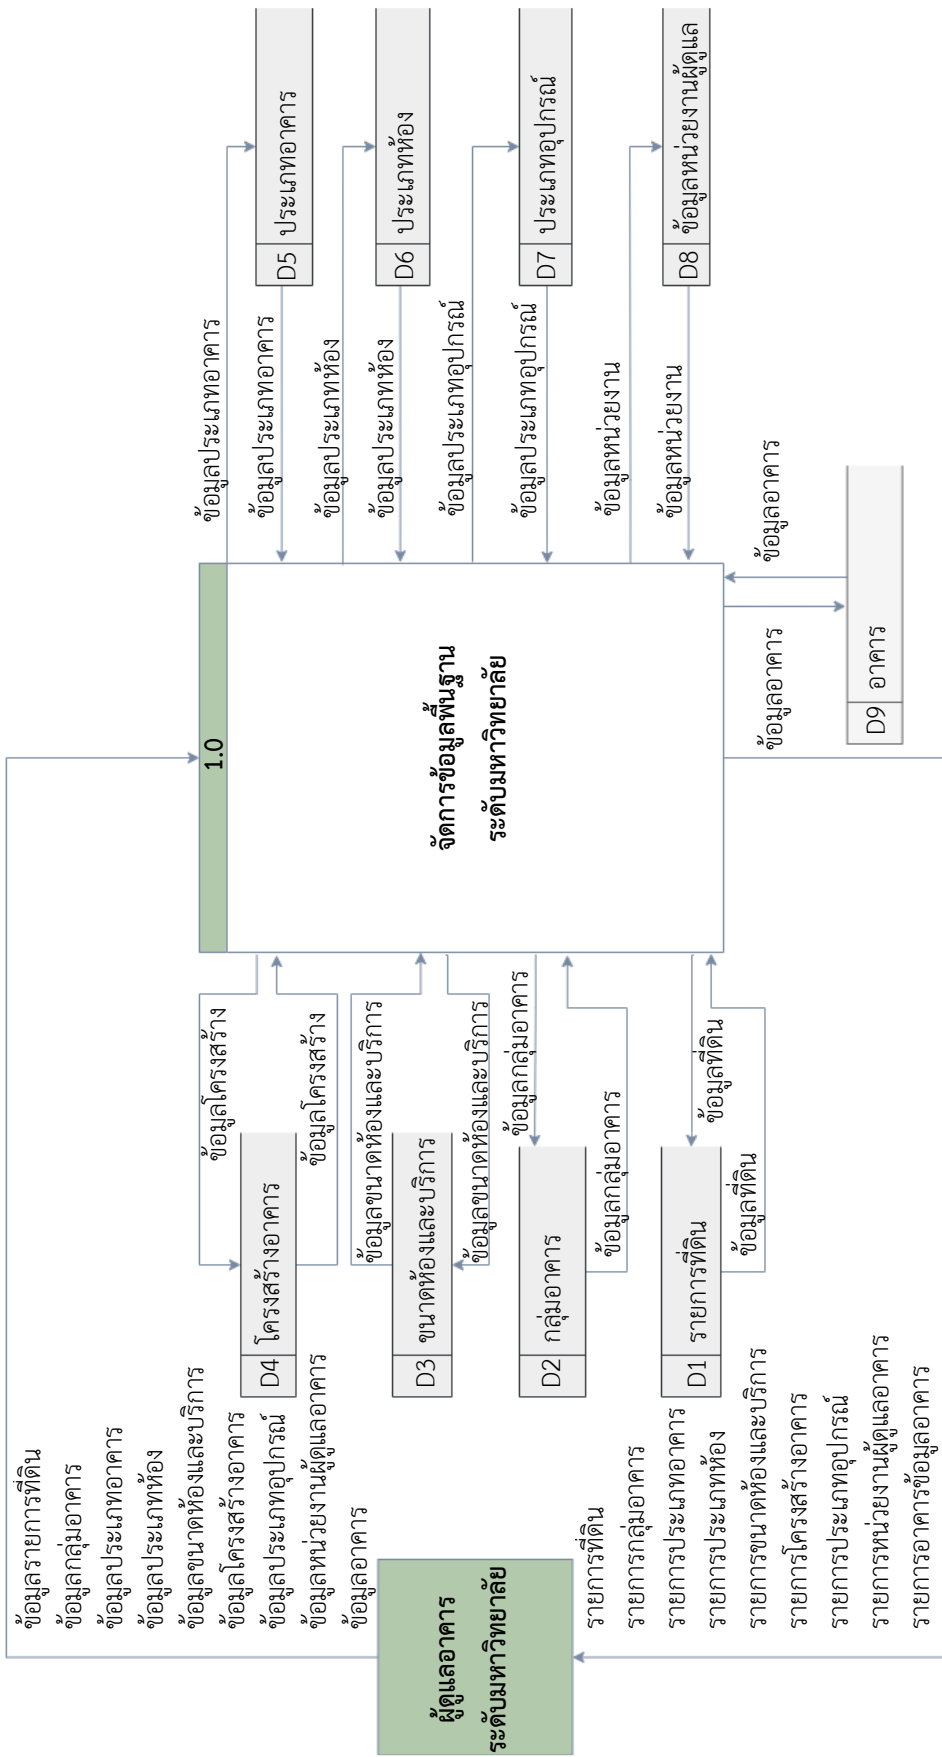 ข้อมูลรายการที่ดิน
ข้อมูลกลุ่มอาคาร
ข้อมูลประเภทอาคาร
ข้อมูลประเภทห้อง
ข้อมูลขนาดห้องและบริการ
ข้อมูลโครงสร้างอาคาร
ข้อมูลประเภทอุปกรณ์
ข้อมูลหน่วยงานผู้ดูแลอาคาร
ข้อมูลอาคาร
ผู้ดูแลอาคาร
ระดับมหาวิทยาลัย
รายการที่ดิน
รายการกลุ่มอาคาร
รายการประเภทอาคาร
รายการประเภทห้อง
รายการขนาดห้องและบริการ
รายการโครงสร้างอาคาร
รายการประเภทอุปกรณ์
รายการหน่วยงานผู้ดูแลอาคาร
รายการอาคารข้อมูลอาคาร
ข้อมูลโครงสร้าง
D4 โครงสร้างอาคาร
ข้อมูลโครงสร้าง
ข้อมูลขนาดห้องและบริการ
D3 ขนาดห้องและบริการ
ข้อมูลขนาดห้องและบริการ
ข้อมูลกลุ่มอาคาร
D2 กลุ่มอาคาร
ข้อมูลกลุ่มอาคาร
ข้อมูลที่ดิน
D1 รายการที่ดิน
ข้อมูลที่ดิน
1.0
จัดการข้อมูลพื้นฐาน
ระดับมหาวิทยาลัย
ข้อมูลประเภทอาคาร
D5 ประเภทอาคาร
ข้อมูลประเภทอาคาร
ข้อมูลประเภทห้อง
D6 ประเภทห้อง
ข้อมูลประเภทห้อง
ข้อมูลประเภทอุปกรณ์
D7 ประเภทอุปกรณ์
ข้อมูลประเภทอุปกรณ์
ข้อมูลหน่วยงาน
D8 ข้อมูลหน่วยงานผู้ดูแล
ข้อมูลหน่วยงาน
ข้อมูลอาคาร
ข้อมูลอาคาร
D9 อาคาร